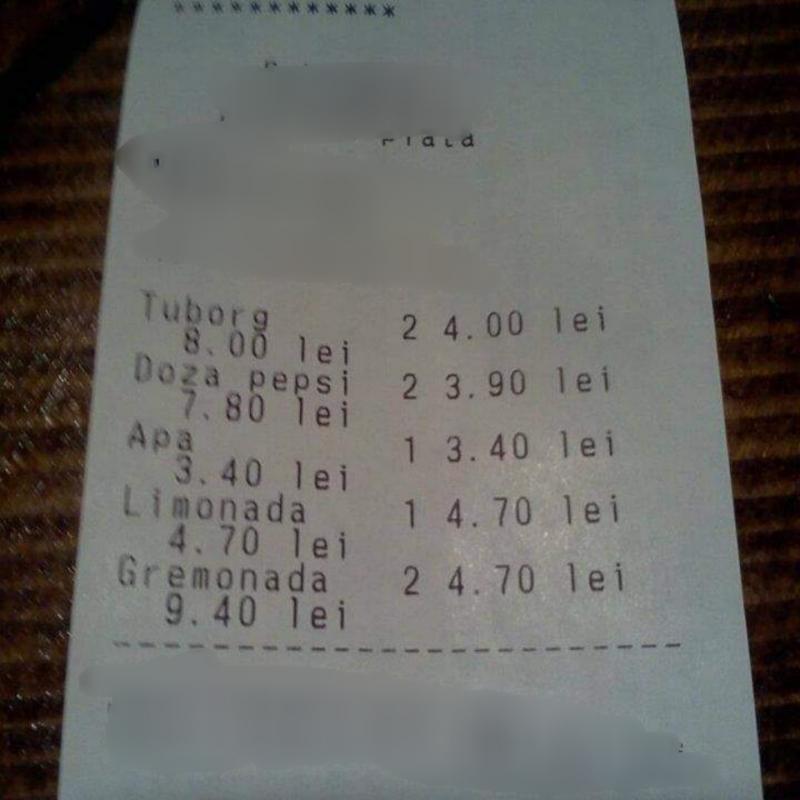 ************
Tuborg 2 4.00 lei
8.00 lei
Doza pepsi 2 3.90 lei
7.80 lei
Apa 1 3.40 lei
3.40 lei
Limonada 1 4.70 lei
4.70 lei
Gremonada 2 4.70 lei
9.40 lei
--------------------------